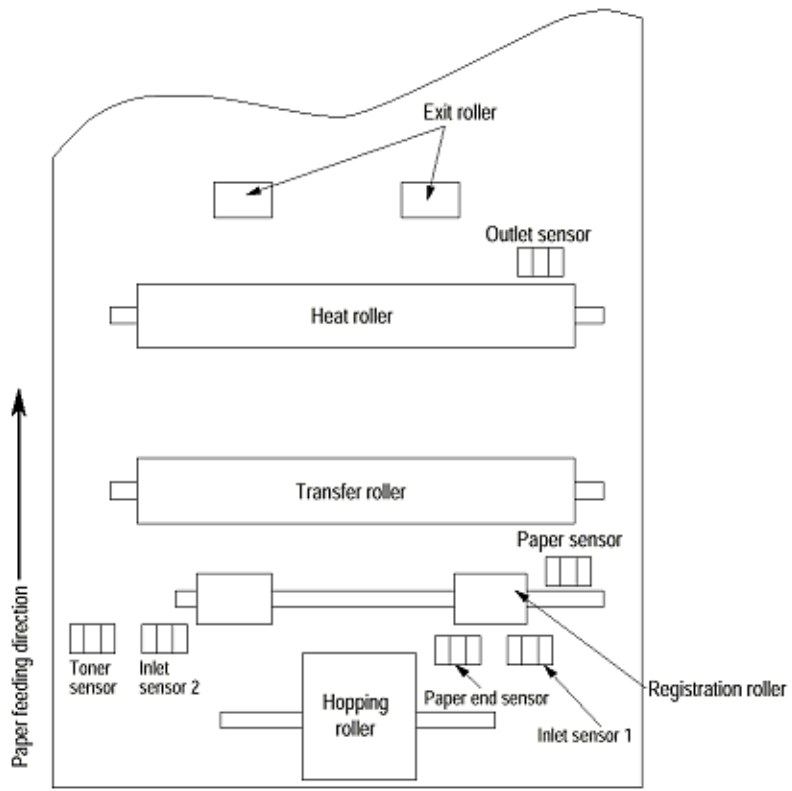 Exit roller
Outlet sensor
Heat roller
Transfer roller
Paper sensor
Paper feeding direction
Toner
sensor
Inlet
sensor 2
Hopping
roller
Paper end sensor
Registration roller
Inlet sensor 1